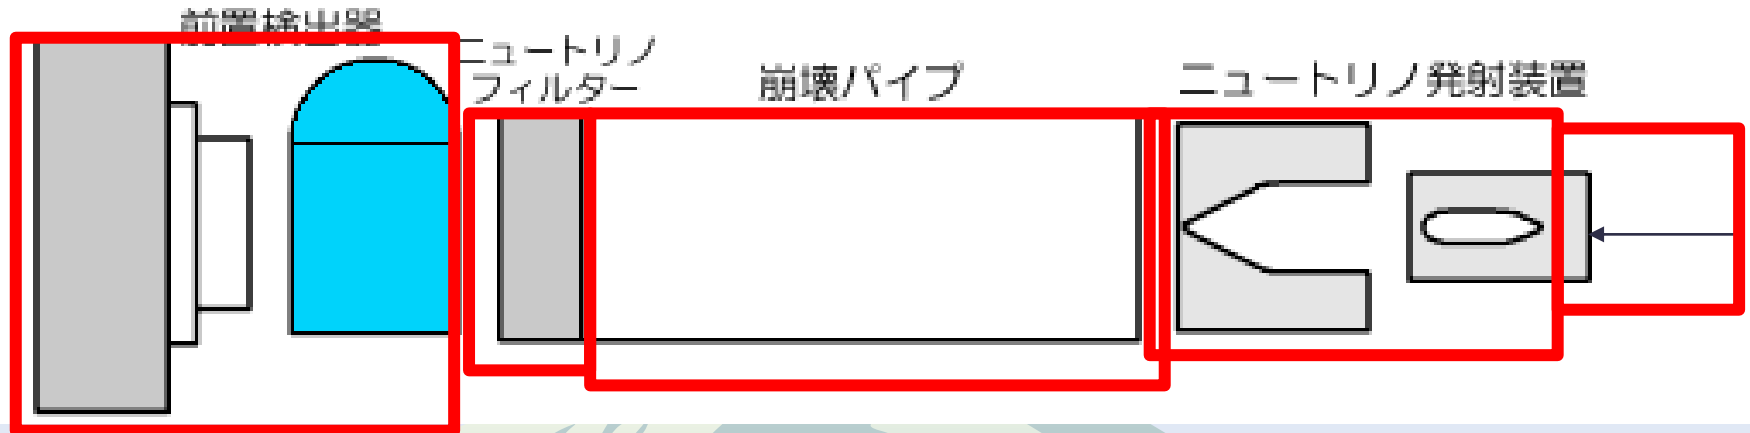 前置検出器
ニュートリノ
フィルター
崩壊パイプ
ニュートリノ発射装置